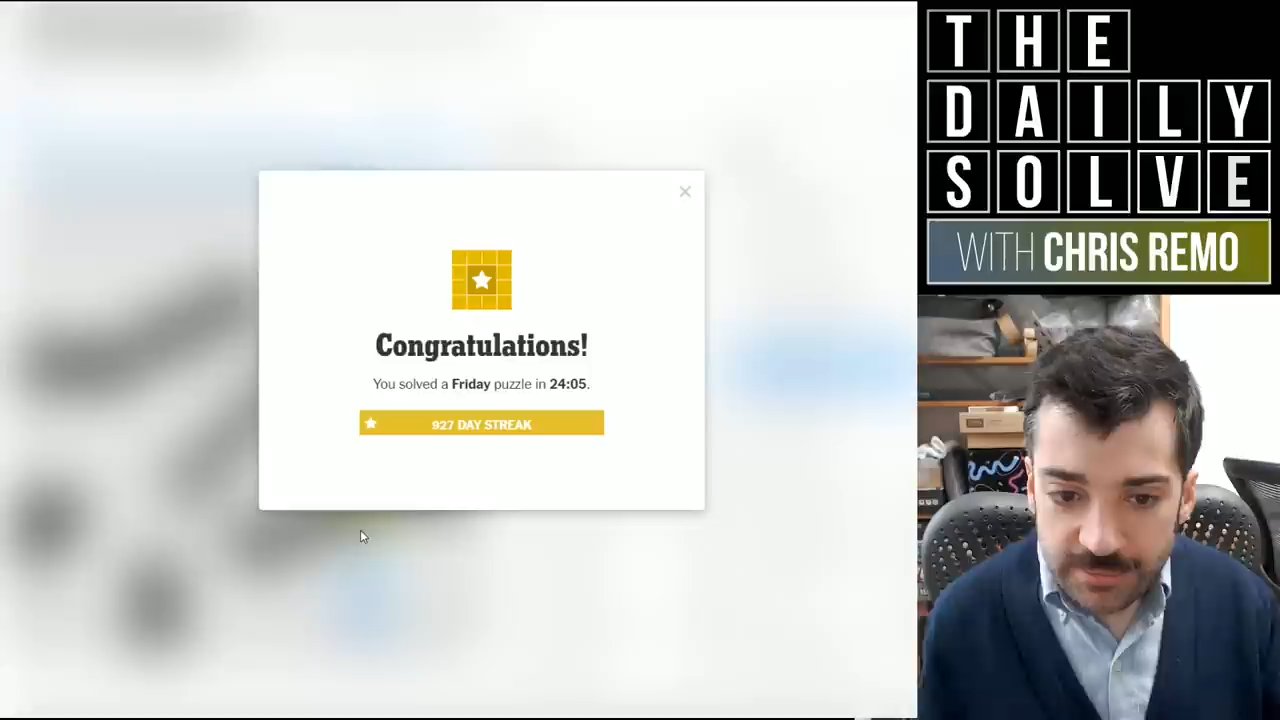 Congratulations!
You solved a Friday puzzle in 24:05.
927 DAY STREAK
THE
DAILY
SOLVE
WITH CHRIS REMO